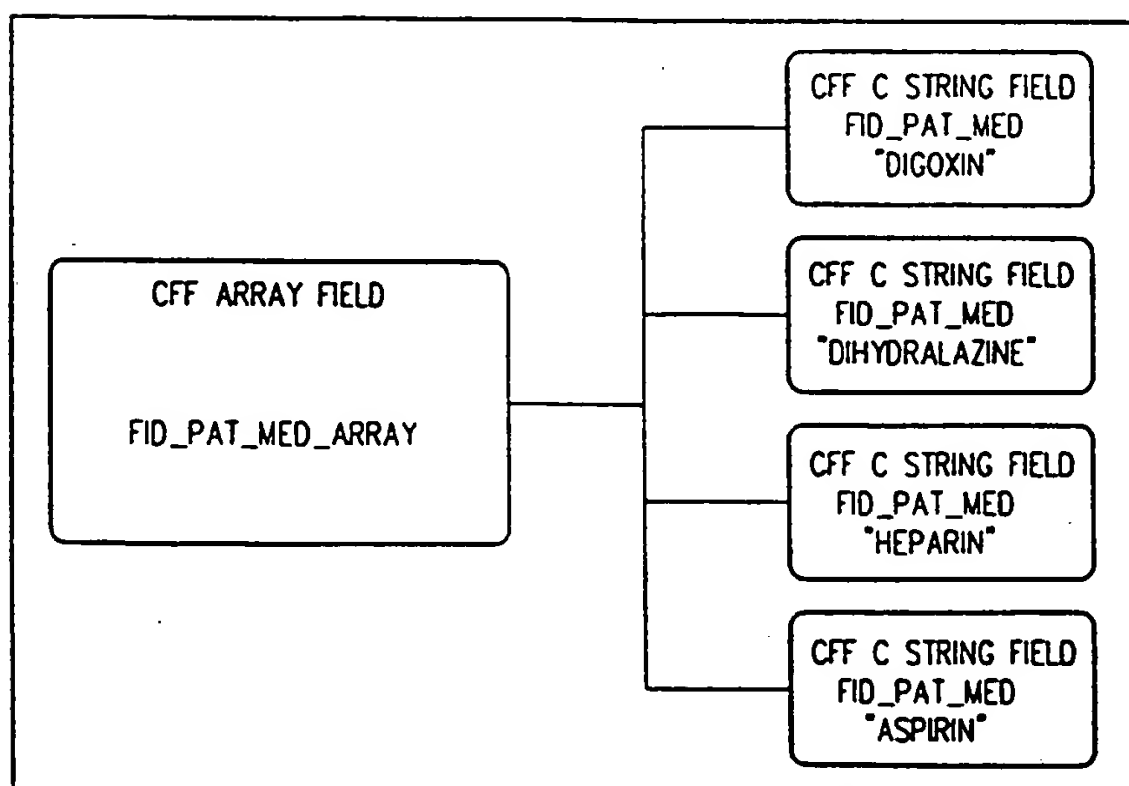 CFF ARRAY FIELD
FID_PAT_MED_ARRAY
CFF C STRING FIELD
FID_PAT_MED
"DIGOXIN"
CFF C STRING FIELD
FID_PAT_MED
"DIHYDRALAZINE"
CFF C STRING FIELD
FID_PAT_MED
"HEPARIN"
CFF C STRING FIELD
FID_PAT_MED
"ASPIRIN"